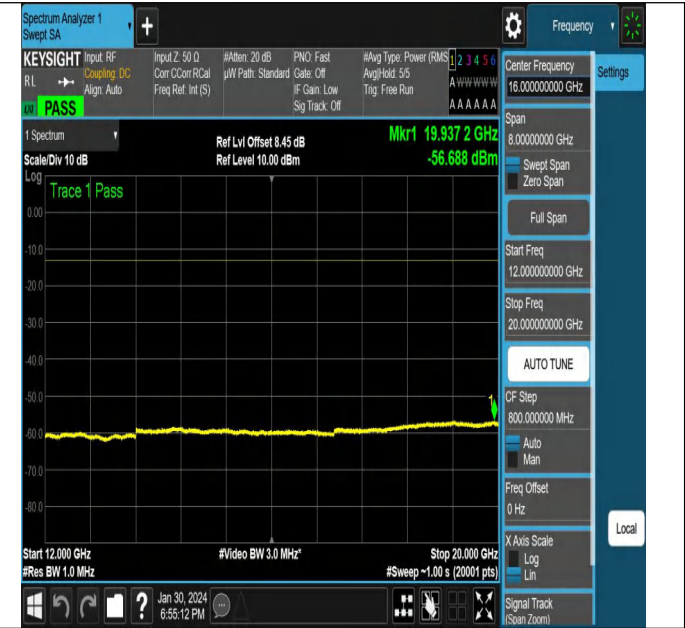 Spectrum Analyzer 1
Swept SA
+
Frequency
KEYSIGHT
RL
LXI PASS
Input: RF
Coupling: DC
Align: Auto
Input Z: 50 Ω
Corr CCorr RCal
Freq Ref: Int (S)
#Atten: 20 dB
µW Path: Standard
PNO: Fast
Gate: Off
IF Gain: Low
Sig Track: Off
#Avg Type: Power (RMS
Avg|Hold: 5/5
Trig: Free Run
1 2 3 4 5 6
A W W W W W
A A A A A A
1 Spectrum
Scale/Div 10 dB
Ref Lvl Offset 8.45 dB
Ref Level 10.00 dBm
Mkr1 19.937 2 GHz
-56.688 dBm
Log
Trace 1 Pass
0.00
-10.0
-20.0
-30.0
-40.0
-50.0
-60.0
-70.0
-80.0
1
Start 12.000 GHz
#Res BW 1.0 MHz
#Video BW 3.0 MHz*
Stop 20.000 GHz
#Sweep ~1.00 s (20001 pts)
Center Frequency
16.000000000 GHz
Settings
Span
8.00000000 GHz
Swept Span
Zero Span
Full Span
Start Freq
12.000000000 GHz
Stop Freq
20.000000000 GHz
AUTO TUNE
CF Step
800.000000 MHz
Auto
Man
Freq Offset
0 Hz
X Axis Scale
Log
Lin
Local
Signal Track
(Span Zoom)
?
Jan 30, 2024
6:55:12 PM